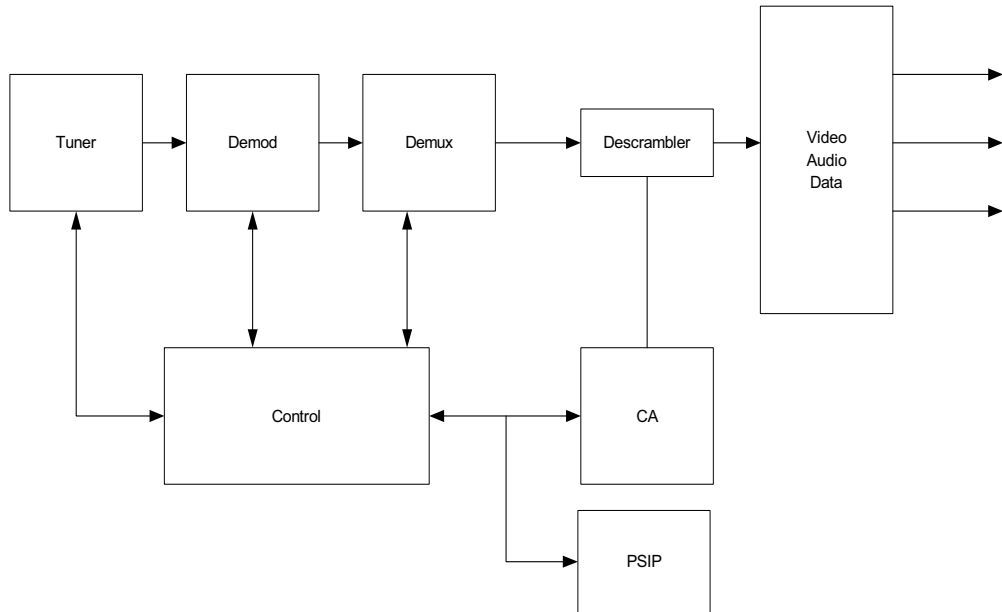 Tuner
Demod
Demux
Descrambler
Video
Audio
Data
Control
CA
PSIP